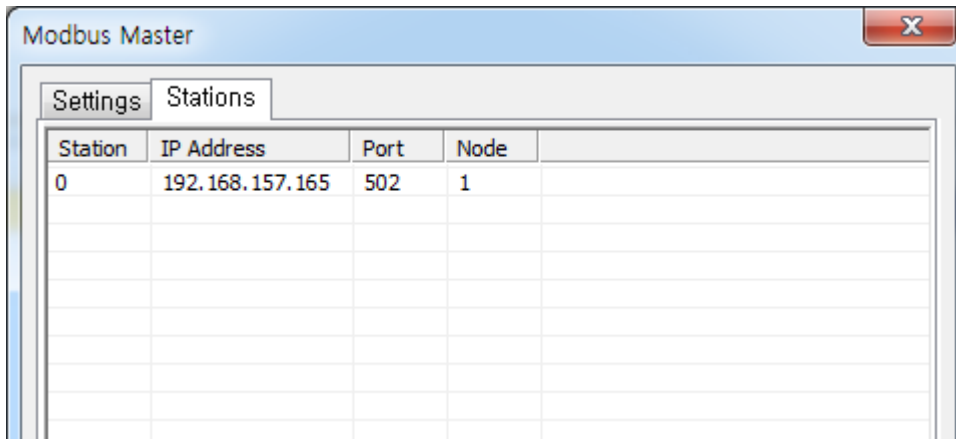 Modbus Master
Settings Stations
Station IP Address Port Node
0 192.168.157.165 502 1